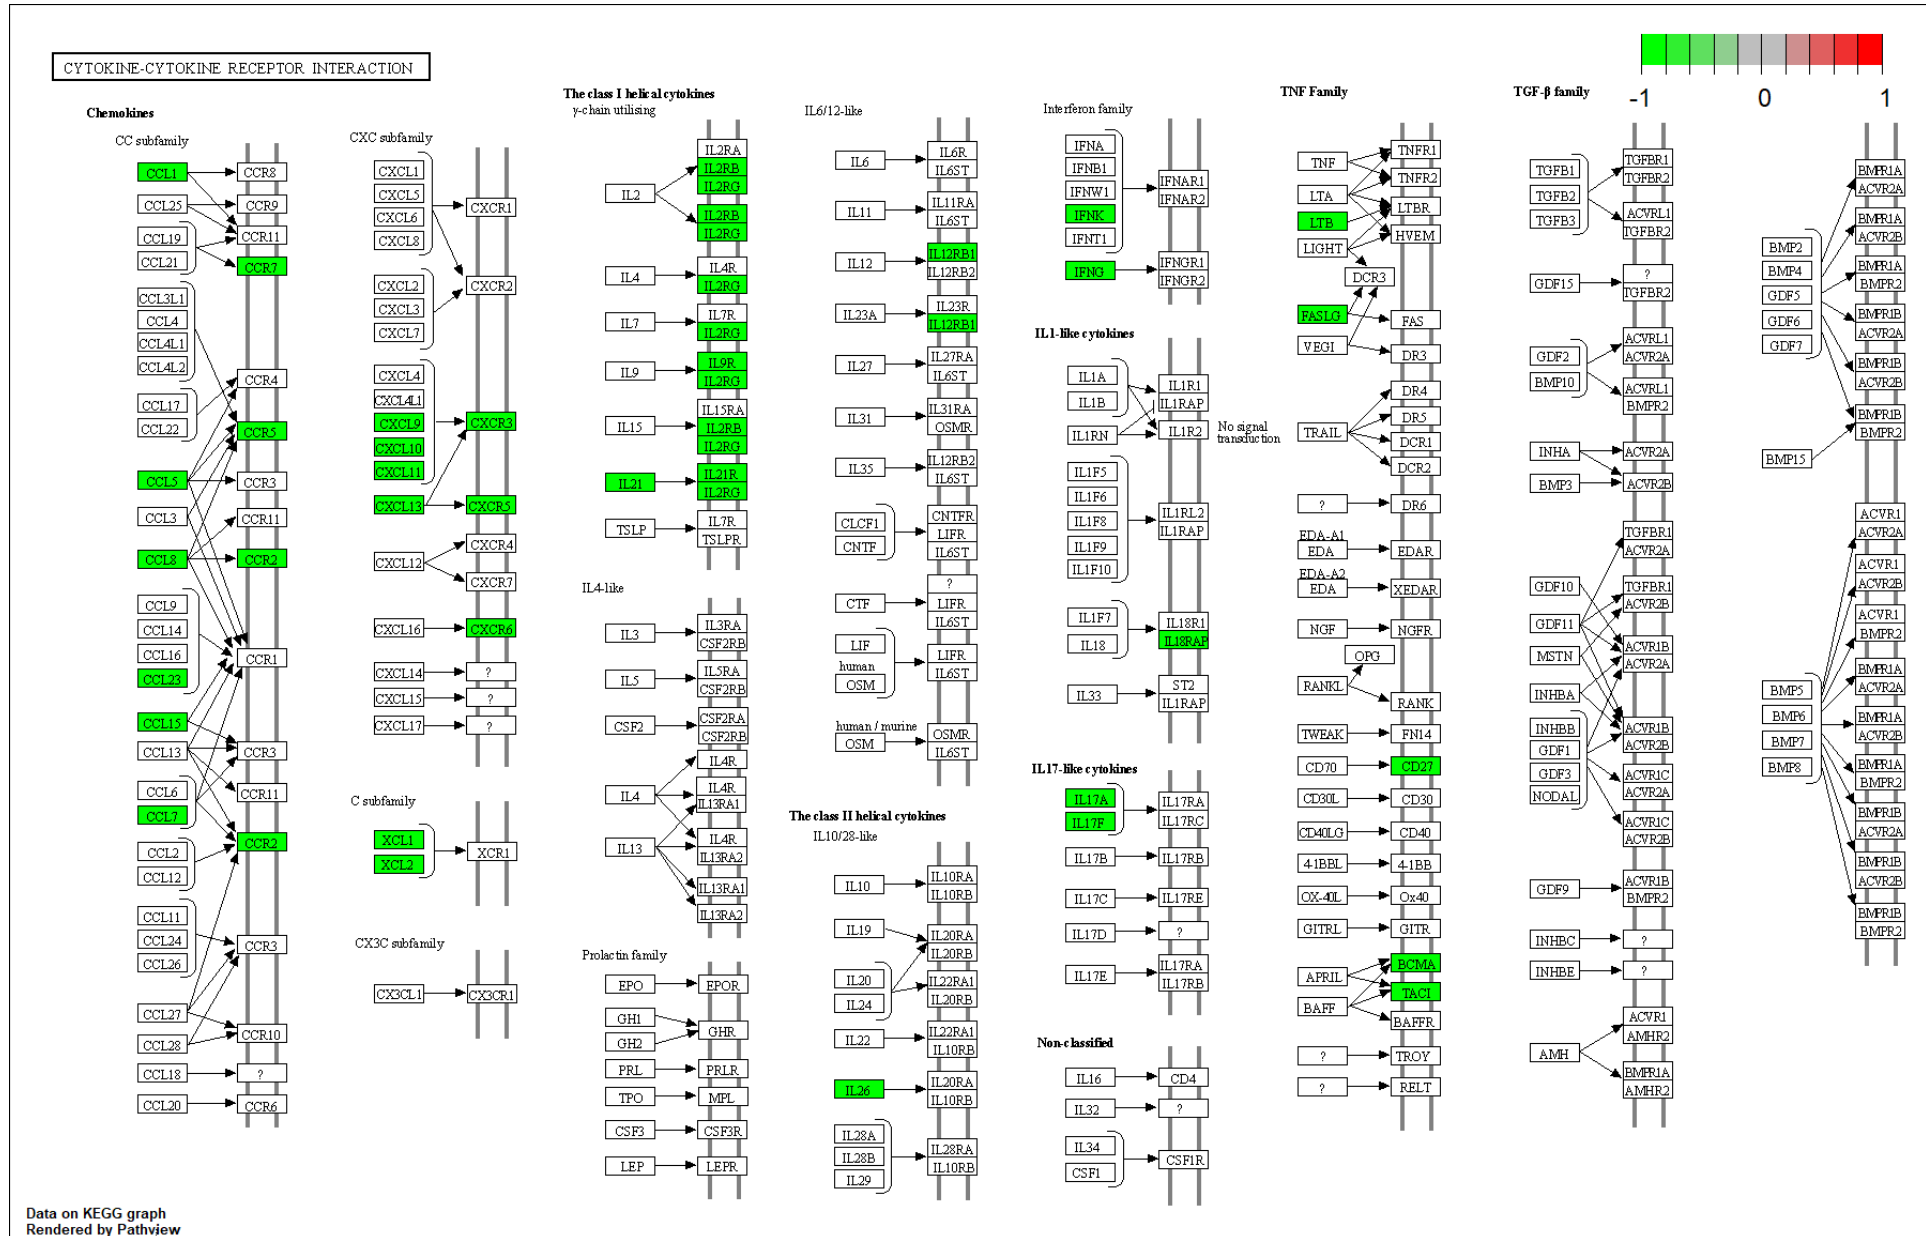 CYTOKINE-CYTOKINE RECEPTOR INTERACTION
-1
0
1
Chemokines
CC subfamily
CCL1
CCR8
CCL25
CCR9
CCR11
CCL19
CCL21
CCR7
CCL3L1
CCL4
CCL4L1
CCL4L2
CCR4
CCL17
CCL22
CCR5
CCL5
CCR3
CCL3
CCR11
CCL8
CCR2
CCL9
CCL14
CCL16
CCL23
CCR1
CCL15
CCL13
CCR3
CCL6
CCL7
CCR11
CCR2
CCL2
CCL12
CCL11
CCL24
CCL26
CCR3
CCL27
CCL28
CCR10
CCL18
?
CCL20
CCR6
CXC subfamily
CXCL1
CXCL5
CXCL6
CXCL8
CXCR1
CXCL2
CXCL3
CXCL7
CXCR2
CXCL4
CXCL4L1
CXCL9
CXCL10
CXCL11
CXCR3
CXCL13
CXCR5
CXCL12
CXCR4
CXCR7
CXCL16
CXCR6
CXCL14
?
CXCL15
?
CXCL17
?
C subfamily
XCL1
XCL2
XCR1
CX3C subfamily
CX3CL1
CX3CR1
The class I helical cytokines
γ-chain utilising
IL2
IL2RA
IL2RB
IL2RG
IL2RB
IL2RG
IL4
IL4R
IL2RG
IL7
IL7R
IL2RG
IL9
IL9R
IL2RG
IL15
IL15RA
IL2RB
IL2RG
IL21
IL21R
IL2RG
TSLP
IL7R
TSLPR
IL4-like
IL3
IL3RA
CSF2RB
IL5
IL5RA
CSF2RB
CSF2
CSF2RA
CSF2RB
IL4
IL4R
IL4R
IL13RA1
IL13
IL4R
IL13RA2
IL13RA1
IL13RA2
Prolactin family
EPO
EPOR
GH1
GH2
GHR
PRL
PRLR
TPO
MPL
CSF3
CSF3R
LEP
LEPR
IL6/12-like
IL6
IL6R
IL6ST
IL11
IL11RA
IL6ST
IL12
IL12RB1
IL12RB2
IL23A
IL23R
IL12RB1
IL27
IL27RA
IL6ST
IL31
IL31RA
OSMR
IL35
IL12RB2
IL6ST
CLCF1
CNTF
CNTFR
LIFR
IL6ST
CTF
?
LIFR
IL6ST
LIF
human
OSM
LIFR
IL6ST
human / murine
OSM
OSMR
IL6ST
The class II helical cytokines
IL10/28-like
IL10
IL10RA
IL10RB
IL19
IL20RA
IL20RB
IL20
IL24
IL22RA1
IL20RB
IL22
IL22RA1
IL10RB
IL26
IL20RA
IL10RB
IL28A
IL28B
IL29
IL28RA
IL10RB
Interferon family
IFNA
IFNB1
IFNW1
IFNK
IFNT1
IFNAR1
IFNAR2
IFNG
IFNGR1
IFNGR2
IL1-like cytokines
IL1A
IL1B
IL1RN
IL1R1
IL1RAP
IL1R2
No signal
transduction
IL1F5
IL1F6
IL1F8
IL1F9
IL1F10
IL1RL2
IL1RAP
IL1F7
IL18
IL18R1
IL18RAP
IL33
ST2
IL1RAP
IL17-like cytokines
IL17A
IL17F
IL17RA
IL17RC
IL17B
IL17RB
IL17C
IL17RE
IL17D
?
IL17E
IL17RA
IL17RB
Non-classified
IL16
CD4
IL32
?
IL34
CSF1
CSF1R
TNF Family
TNF
TNFR1
TNFR2
LTA
LTB
LTBR
LIGHT
HVEM
DCR3
FASLG
FAS
VEGI
DR3
TRAIL
DR4
DR5
DCR1
DCR2
?
DR6
EDA-A1
EDA
EDAR
EDA-A2
EDA
XEDAR
NGF
NGFR
OPG
RANKL
RANK
TWEAK
FN14
CD70
CD27
CD30L
CD30
CD40LG
CD40
4-1BBL
4-1BB
OX-40L
Ox40
GITRL
GITR
APRIL
BCMA
TACI
BAFF
BAFFR
?
TROY
?
RELT
TGF-β family
TGFB1
TGFB2
TGFB3
TGFBR1
TGFBR2
ACVRL1
TGFBR2
GDF15
?
TGFBR2
GDF2
BMP10
ACVRL1
ACVR2A
ACVRL1
BMPR2
INHA
ACVR2A
BMP3
ACVR2B
TGFBR1
ACVR2A
GDF10
TGFBR1
ACVR2B
GDF11
MSTN
ACVR1B
ACVR2A
INHBA
INHBB
GDF1
GDF3
NODAL
ACVR1B
ACVR2B
ACVR1C
ACVR2A
ACVR1C
ACVR2B
GDF9
ACVR1B
BMPR2
INHBC
?
INHBE
?
AMH
ACVR1
AMHR2
BMPR1A
AMHR2
BMP2
BMP4
GDF5
GDF6
GDF7
BMPR1A
ACVR2A
BMPR1A
ACVR2B
BMPR1A
BMPR2
BMPR1B
ACVR2A
BMPR1B
ACVR2B
BMPR1B
BMPR2
BMP15
BMP5
BMP6
BMP7
BMP8
ACVR1
ACVR2A
ACVR1
ACVR2B
ACVR1
BMPR2
BMPR1A
ACVR2A
BMPR1A
ACVR2B
BMPR1A
BMPR2
BMPR1B
ACVR2A
BMPR1B
ACVR2B
BMPR1B
BMPR2
Data on KEGG graph
Rendered by Pathview